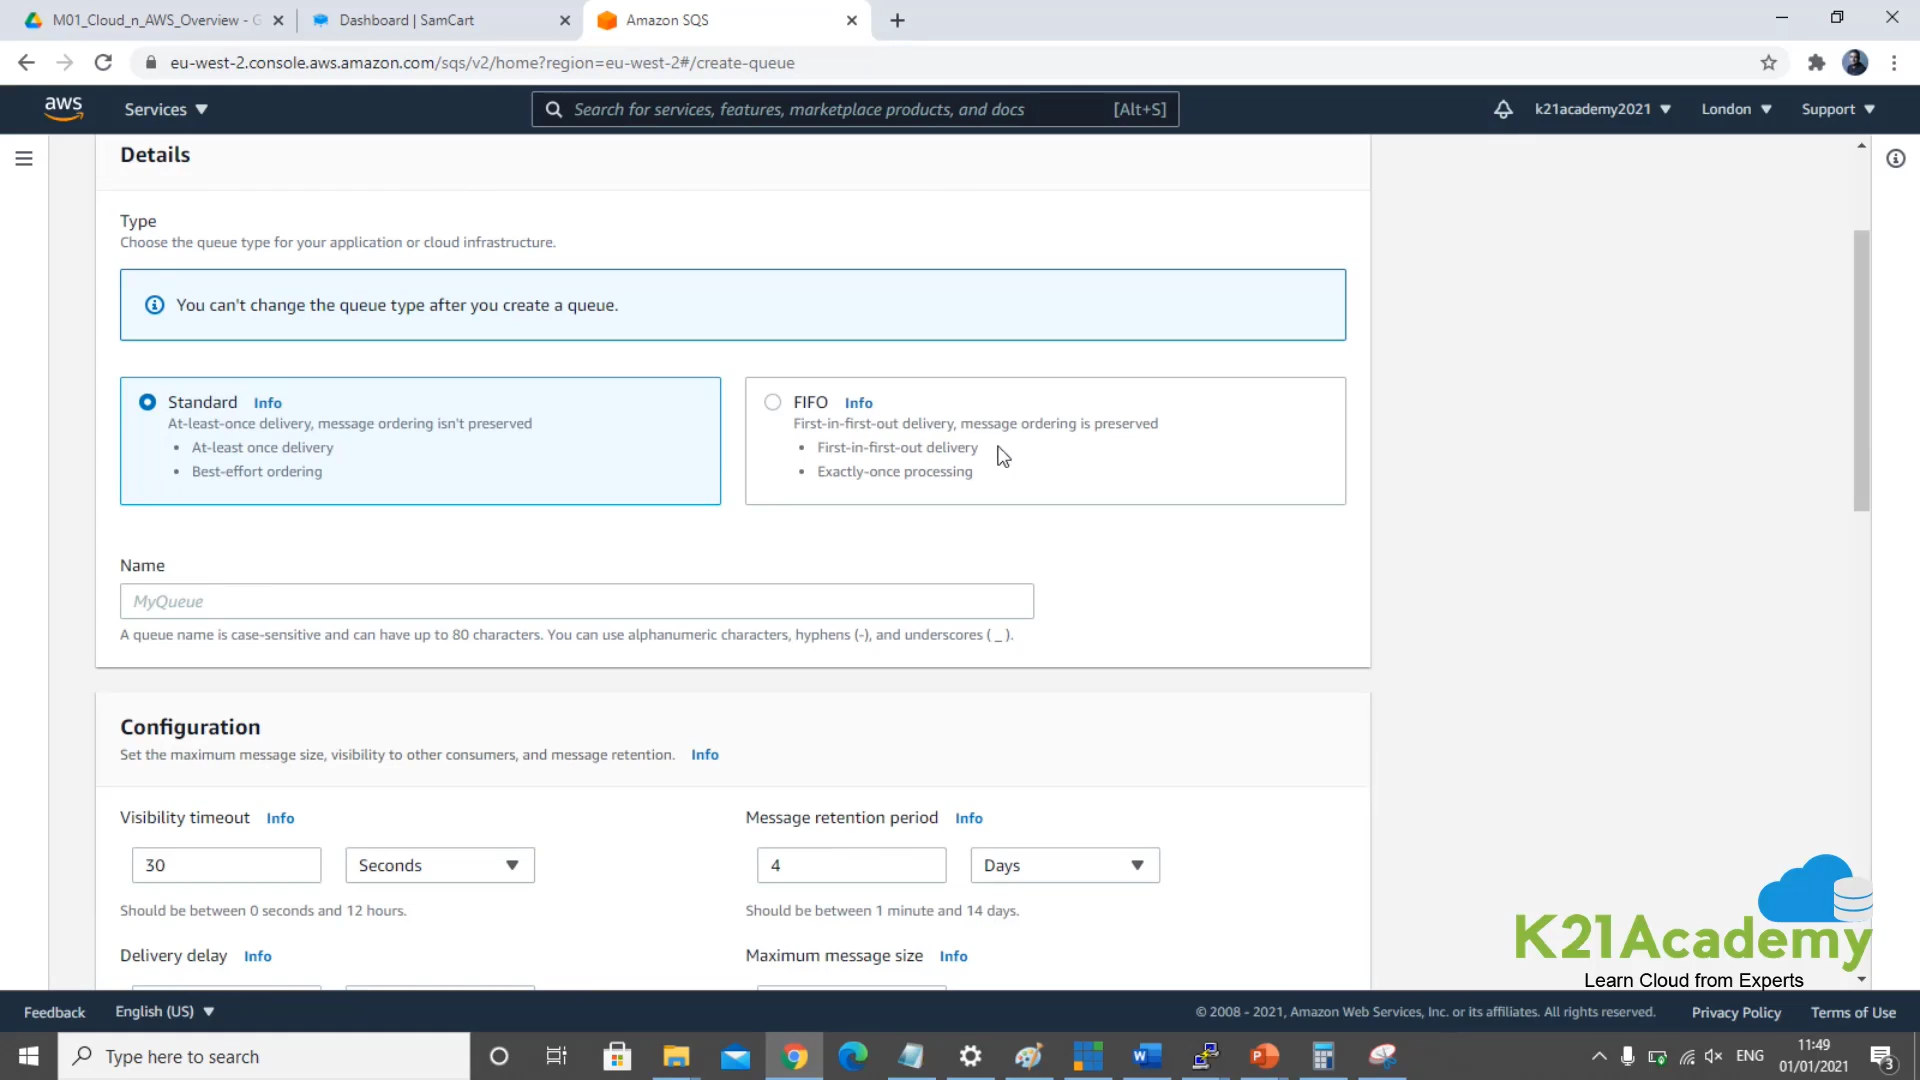 M01_Cloud_n_AWS_Overview - G
Dashboard | SamCart
Amazon SQS
eu-west-2.console.aws.amazon.com/sqs/v2/home?region=eu-west-2#/create-queue
aws
Services
Search for services, features, marketplace products, and docs
[Alt+S]
k21academy2021
London
Support
Details
Type
Choose the queue type for your application or cloud infrastructure.
You can't change the queue type after you create a queue.
Standard Info
At-least-once delivery, message ordering isn't preserved
• At-least once delivery
• Best-effort ordering
FIFO Info
First-in-first-out delivery, message ordering is preserved
• First-in-first-out delivery
• Exactly-once processing
Name
MyQueue
A queue name is case-sensitive and can have up to 80 characters. You can use alphanumeric characters, hyphens (-), and underscores ( _ ).
Configuration
Set the maximum message size, visibility to other consumers, and message retention. Info
Visibility timeout Info
30
Seconds
Should be between 0 seconds and 12 hours.
Message retention period Info
4
Days
Should be between 1 minute and 14 days.
Delivery delay Info
Maximum message size Info
K21Academy
Learn Cloud from Experts
Feedback
English (US)
© 2008 - 2021, Amazon Web Services, Inc. or its affiliates. All rights reserved.
Privacy Policy
Terms of Use
Type here to search
ENG
11:49
01/01/2021
3